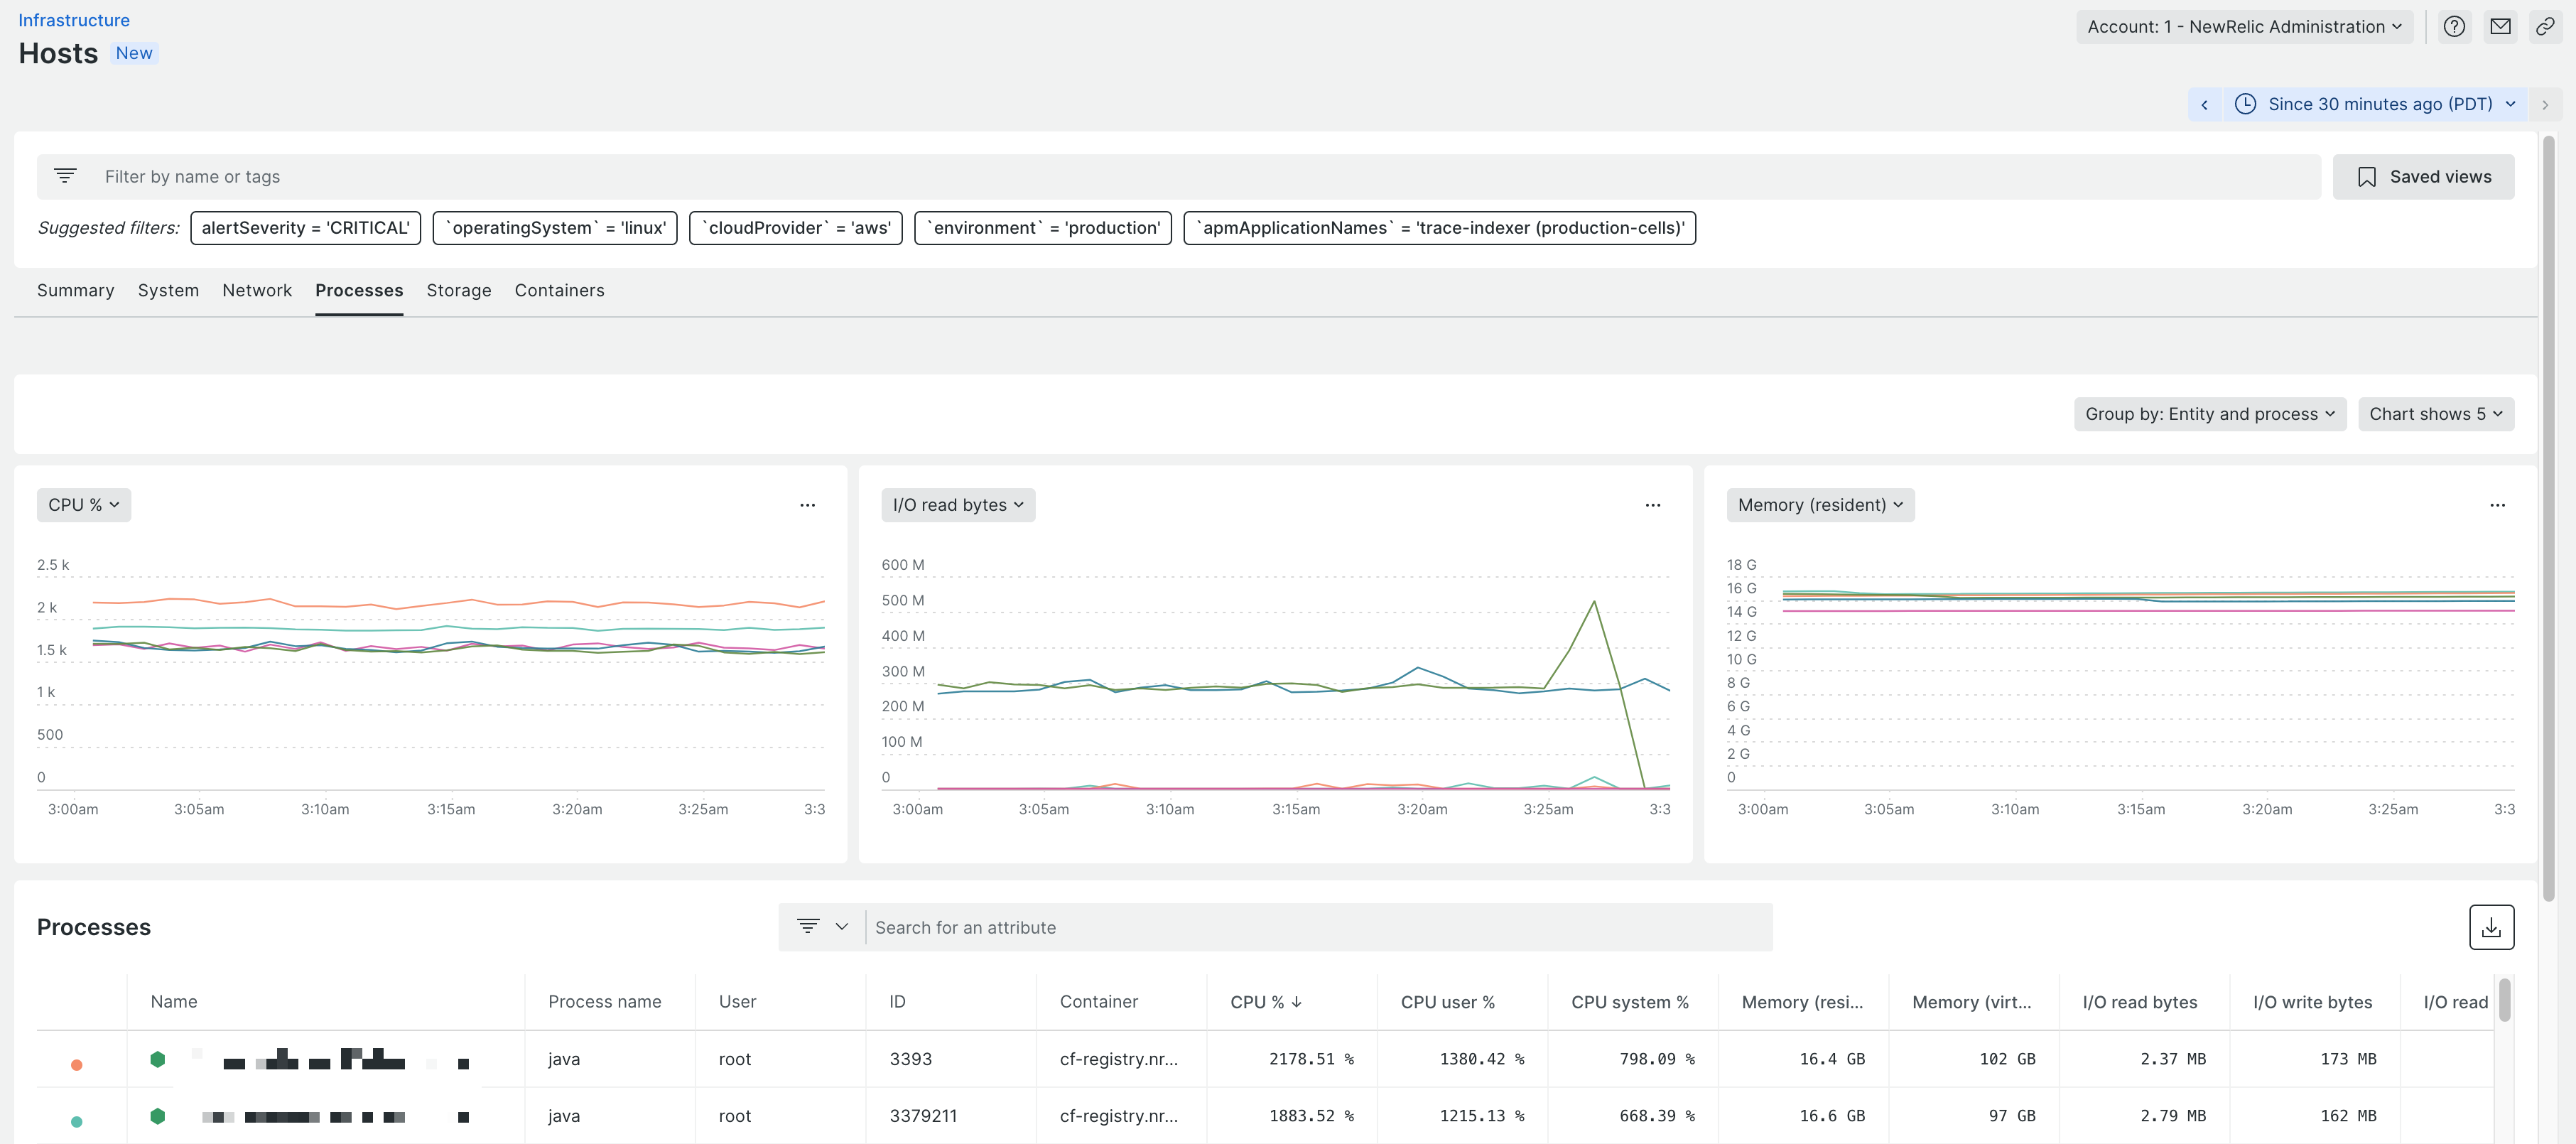 Infrastructure
Hosts New
Account: 1 - NewRelic Administration
Since 30 minutes ago (PDT)
Filter by name or tags
Saved views
Suggested filters: alertSeverity = 'CRITICAL' `operatingSystem` = 'linux' `cloudProvider` = 'aws' `environment` = 'production' `apmApplicationNames` = 'trace-indexer (production-cells)'
Summary System Network Processes Storage Containers
Group by: Entity and process Chart shows 5
CPU %
2.5 k
2 k
1.5 k
1 k
500
0
3:00am 3:05am 3:10am 3:15am 3:20am 3:25am 3:3
I/O read bytes
600 M
500 M
400 M
300 M
200 M
100 M
0
3:00am 3:05am 3:10am 3:15am 3:20am 3:25am 3:3
Memory (resident)
18 G
16 G
14 G
12 G
10 G
8 G
6 G
4 G
2 G
0
3:00am 3:05am 3:10am 3:15am 3:20am 3:25am 3:3
Processes
Search for an attribute
Name Process name User ID Container CPU % ↓ CPU user % CPU system % Memory (resi... Memory (virt... I/O read bytes I/O write bytes I/O read
java root 3393 cf-registry.nr... 2178.51 % 1380.42 % 798.09 % 16.4 GB 102 GB 2.37 MB 173 MB
java root 3379211 cf-registry.nr... 1883.52 % 1215.13 % 668.39 % 16.6 GB 97 GB 2.79 MB 162 MB